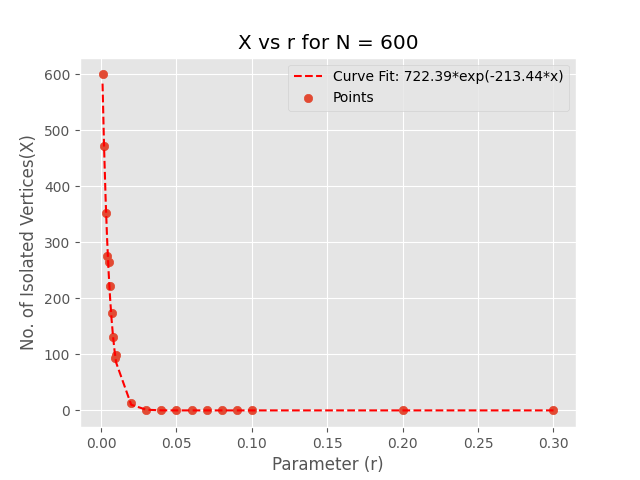 X vs r for N = 600
Curve Fit: 722.39*exp(-213.44*x)
Points
No. of Isolated Vertices(X)
600
500
400
300
200
100
0
0.00 0.05 0.10 0.15 0.20 0.25 0.30
Parameter (r)